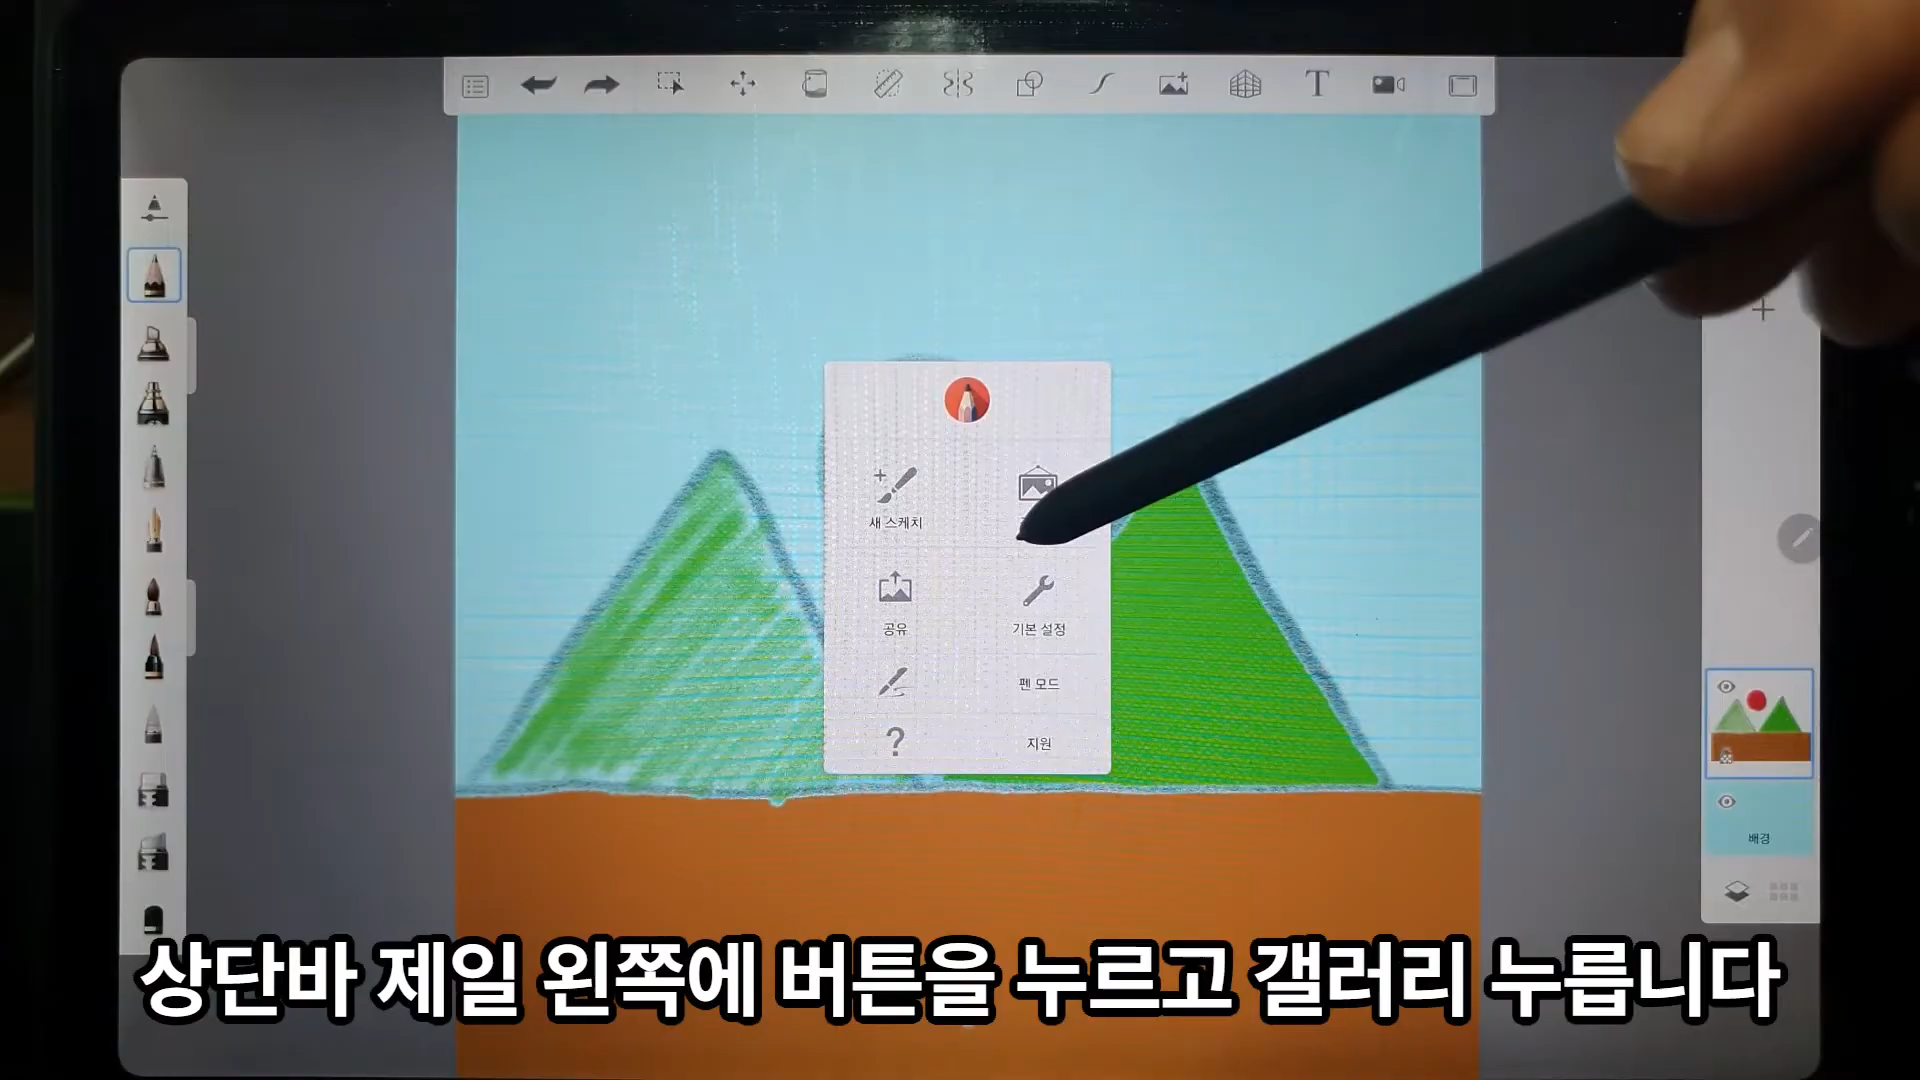 T
새 스케치
공유
기본 설정
펜 모드
?
지원
배경
상단바 제일 왼쪽에 버튼을 누르고 갤러리 누릅니다